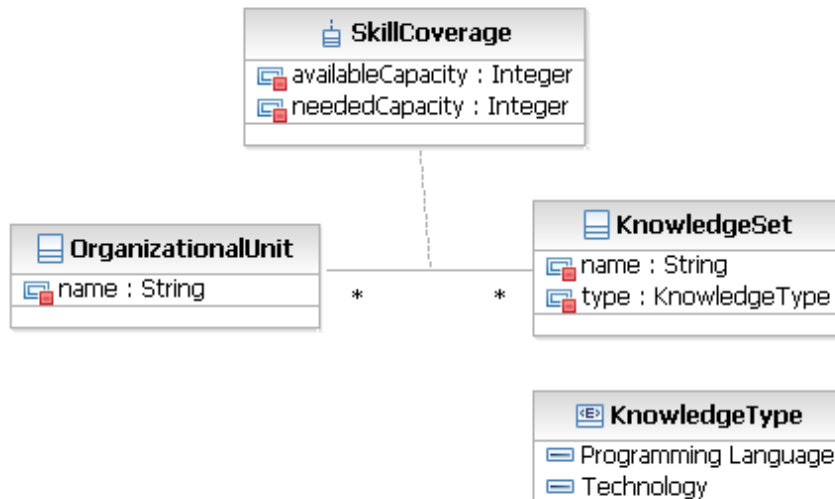 SkillCoverage
availableCapacity : Integer
neededCapacity : Integer
OrganizationalUnit
name : String
* *
KnowledgeSet
name : String
type : KnowledgeType
<E> KnowledgeType
Programming Language
Technology